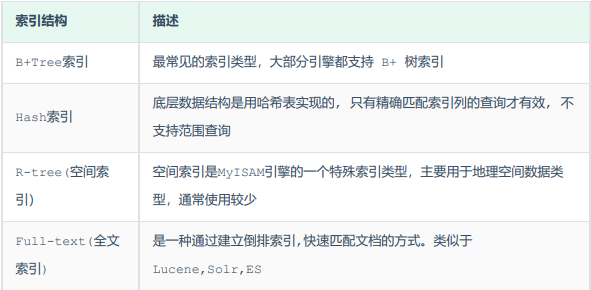 索引结构 描述
B+Tree索引 最常见的索引类型，大部分引擎都支持 B+ 树索引
Hash索引 底层数据结构是用哈希表实现的, 只有精确匹配索引列的查询才有效, 不
支持范围查询
R-tree(空间索
引) 空间索引是MyISAM引擎的一个特殊索引类型，主要用于地理空间数据类
型，通常使用较少
Full-text(全文
索引) 是一种通过建立倒排索引,快速匹配文档的方式。类似于
Lucene,Solr,ES